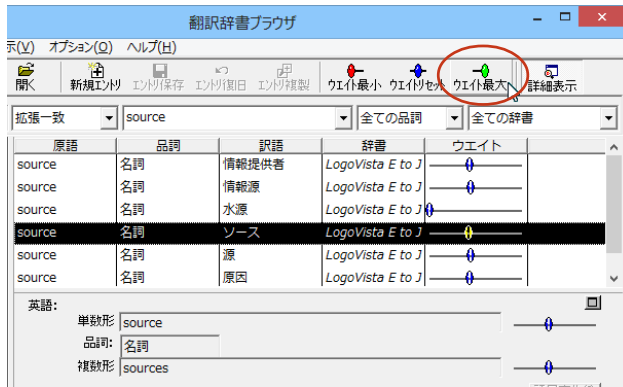 翻訳辞書ブラウザ
示(V) オプション(O) ヘルプ(H)
開く 新規エントリ エントリ保存 エントリ復旧 エントリ複製 ウエイト最小 ウエイトリセット ウエイト最大 詳細表示
拡張一致 source 全ての品詞 全ての辞書
原語 品詞 訳語 辞書 ウエイト
source 名詞 情報提供者 LogoVista E to J
source 名詞 情報源 LogoVista E to J
source 名詞 水源 LogoVista E to J
source 名詞 ソース LogoVista E to J
source 名詞 源 LogoVista E to J
source 名詞 原因 LogoVista E to J
英語:
単数形 source
品詞: 名詞
複数形 sources